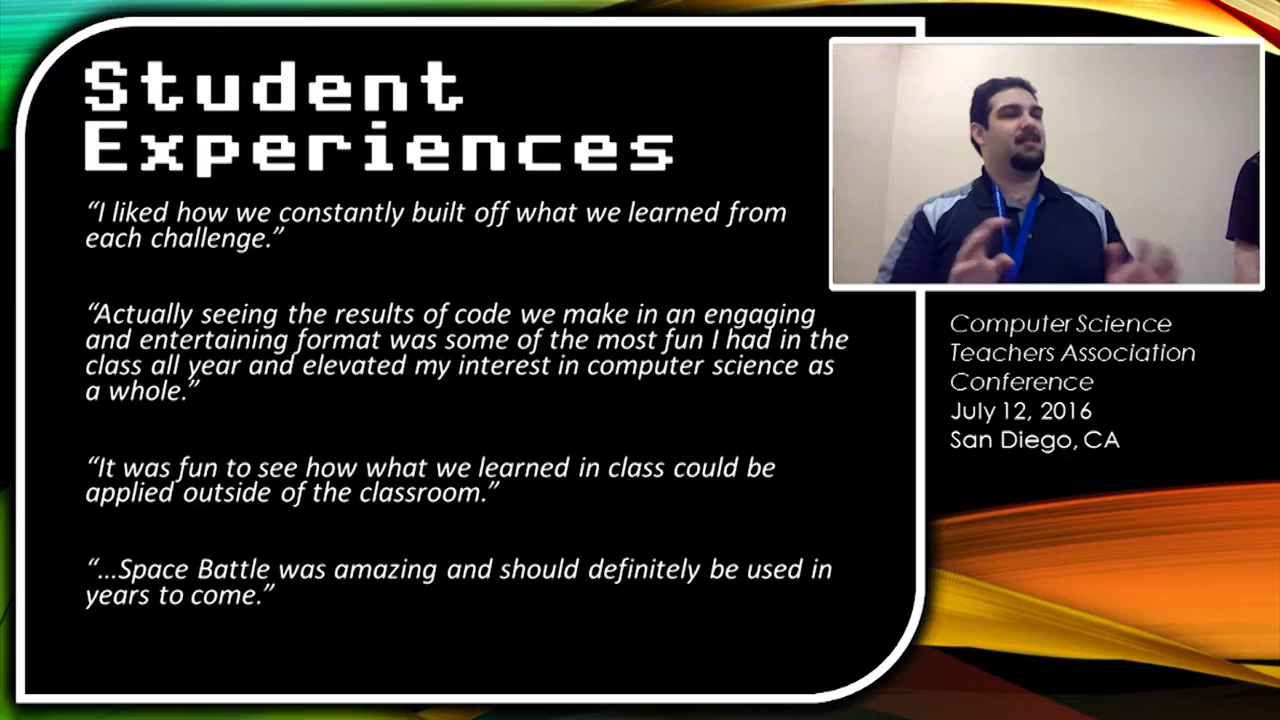 Student
Experiences
“I liked how we constantly built off what we learned from
each challenge.”
“Actually seeing the results of code we make in an engaging
and entertaining format was some of the most fun I had in the
class all year and elevated my interest in computer science as
a whole.”
“It was fun to see how what we learned in class could be
applied outside of the classroom.”
“...Space Battle was amazing and should definitely be used in
years to come.”
Computer Science
Teachers Association
Conference
July 12, 2016
San Diego, CA